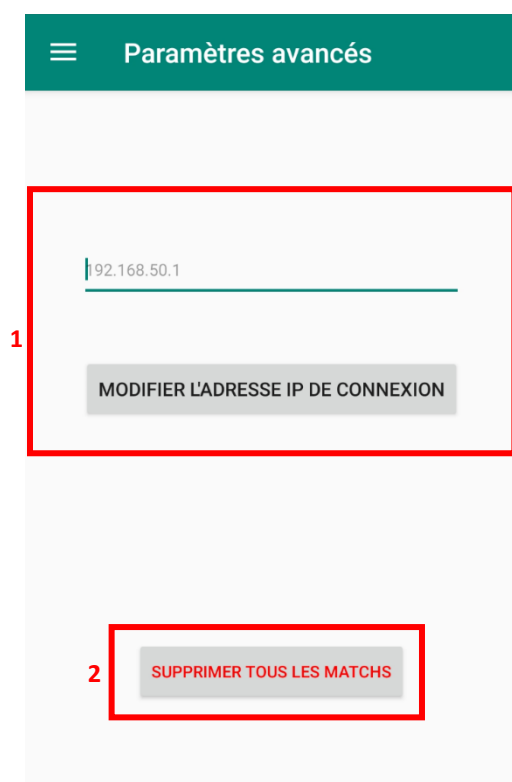 Paramètres avancés
192.168.50.1
1
MODIFIER L'ADRESSE IP DE CONNEXION
2
SUPPRIMER TOUS LES MATCHS